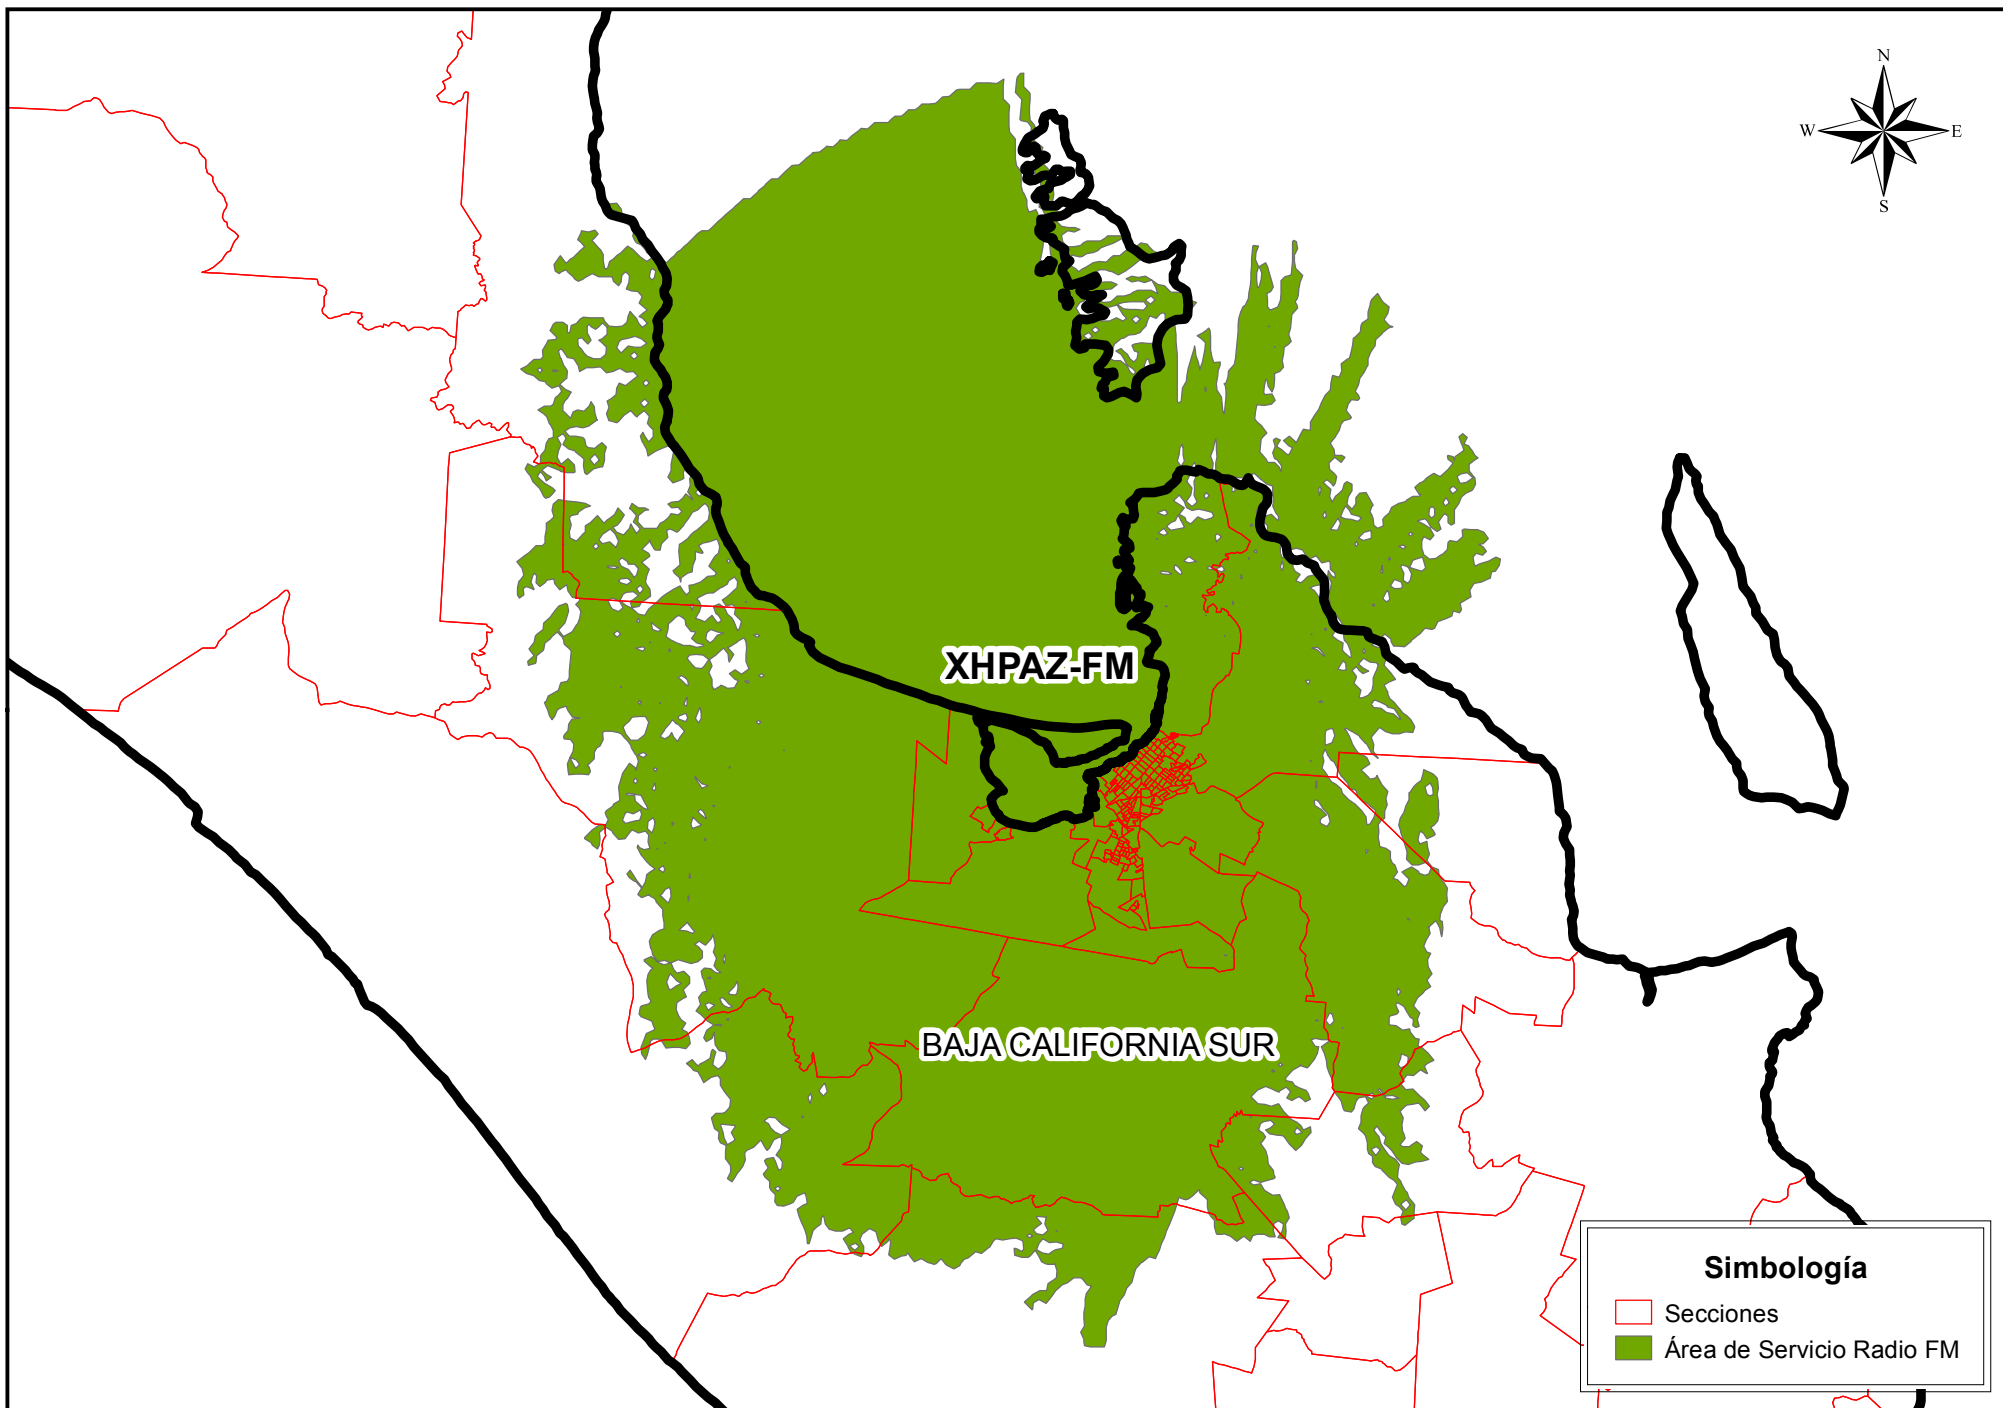 N
W E
S
XHPAZ-FM
BAJA CALIFORNIA SUR
Simbología
Secciones
Área de Servicio Radio FM